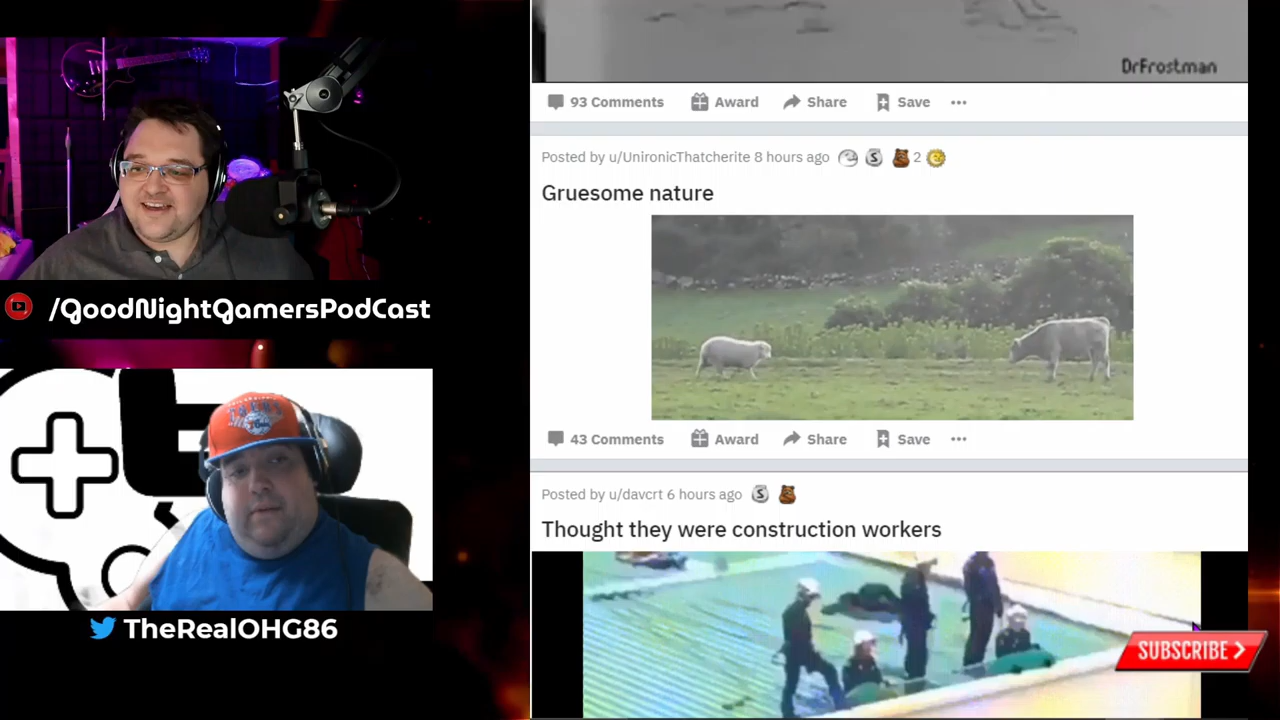 /GoodNightGamersPodCast
TheRealOHG86
DrFrostman
93 Comments Award Share Save
Posted by u/UnironicThatcherite 8 hours ago 2
Gruesome nature
43 Comments Award Share Save
Posted by u/davcrt 6 hours ago
Thought they were construction workers
SUBSCRIBE